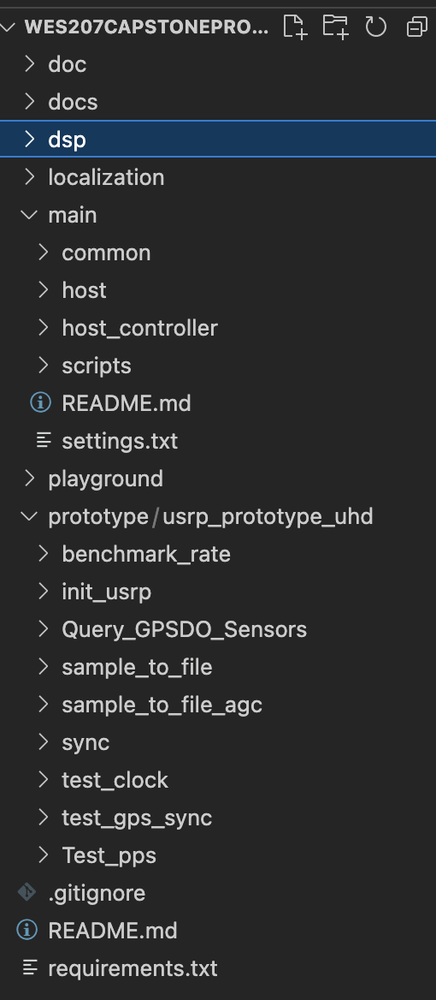 WES207CAPSTONEPRO...
doc
docs
dsp
localization
main
common
host
host_controller
scripts
README.md
settings.txt
playground
prototype/usrp_prototype_uhd
benchmark_rate
init_usrp
Query_GPSDO_Sensors
sample_to_file
sample_to_file_agc
sync
test_clock
test_gps_sync
Test_pps
.gitignore
README.md
requirements.txt